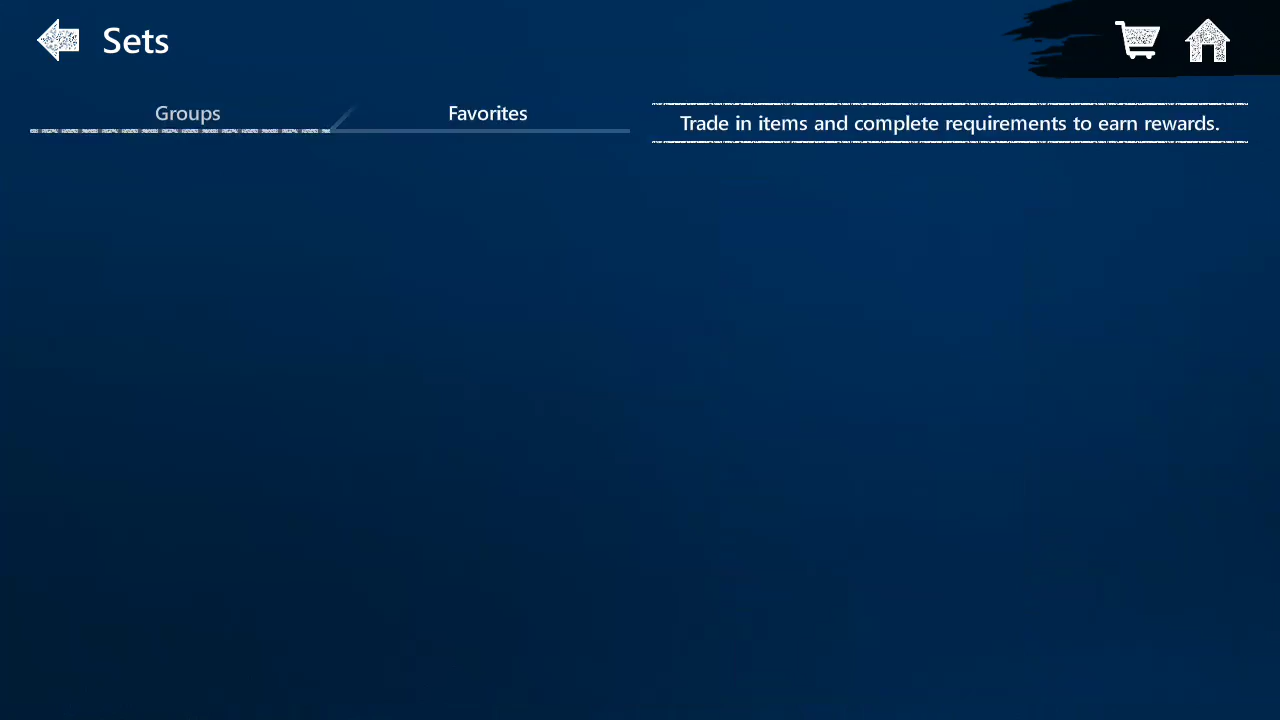 Sets
Groups
Favorites
Trade in items and complete requirements to earn rewards.